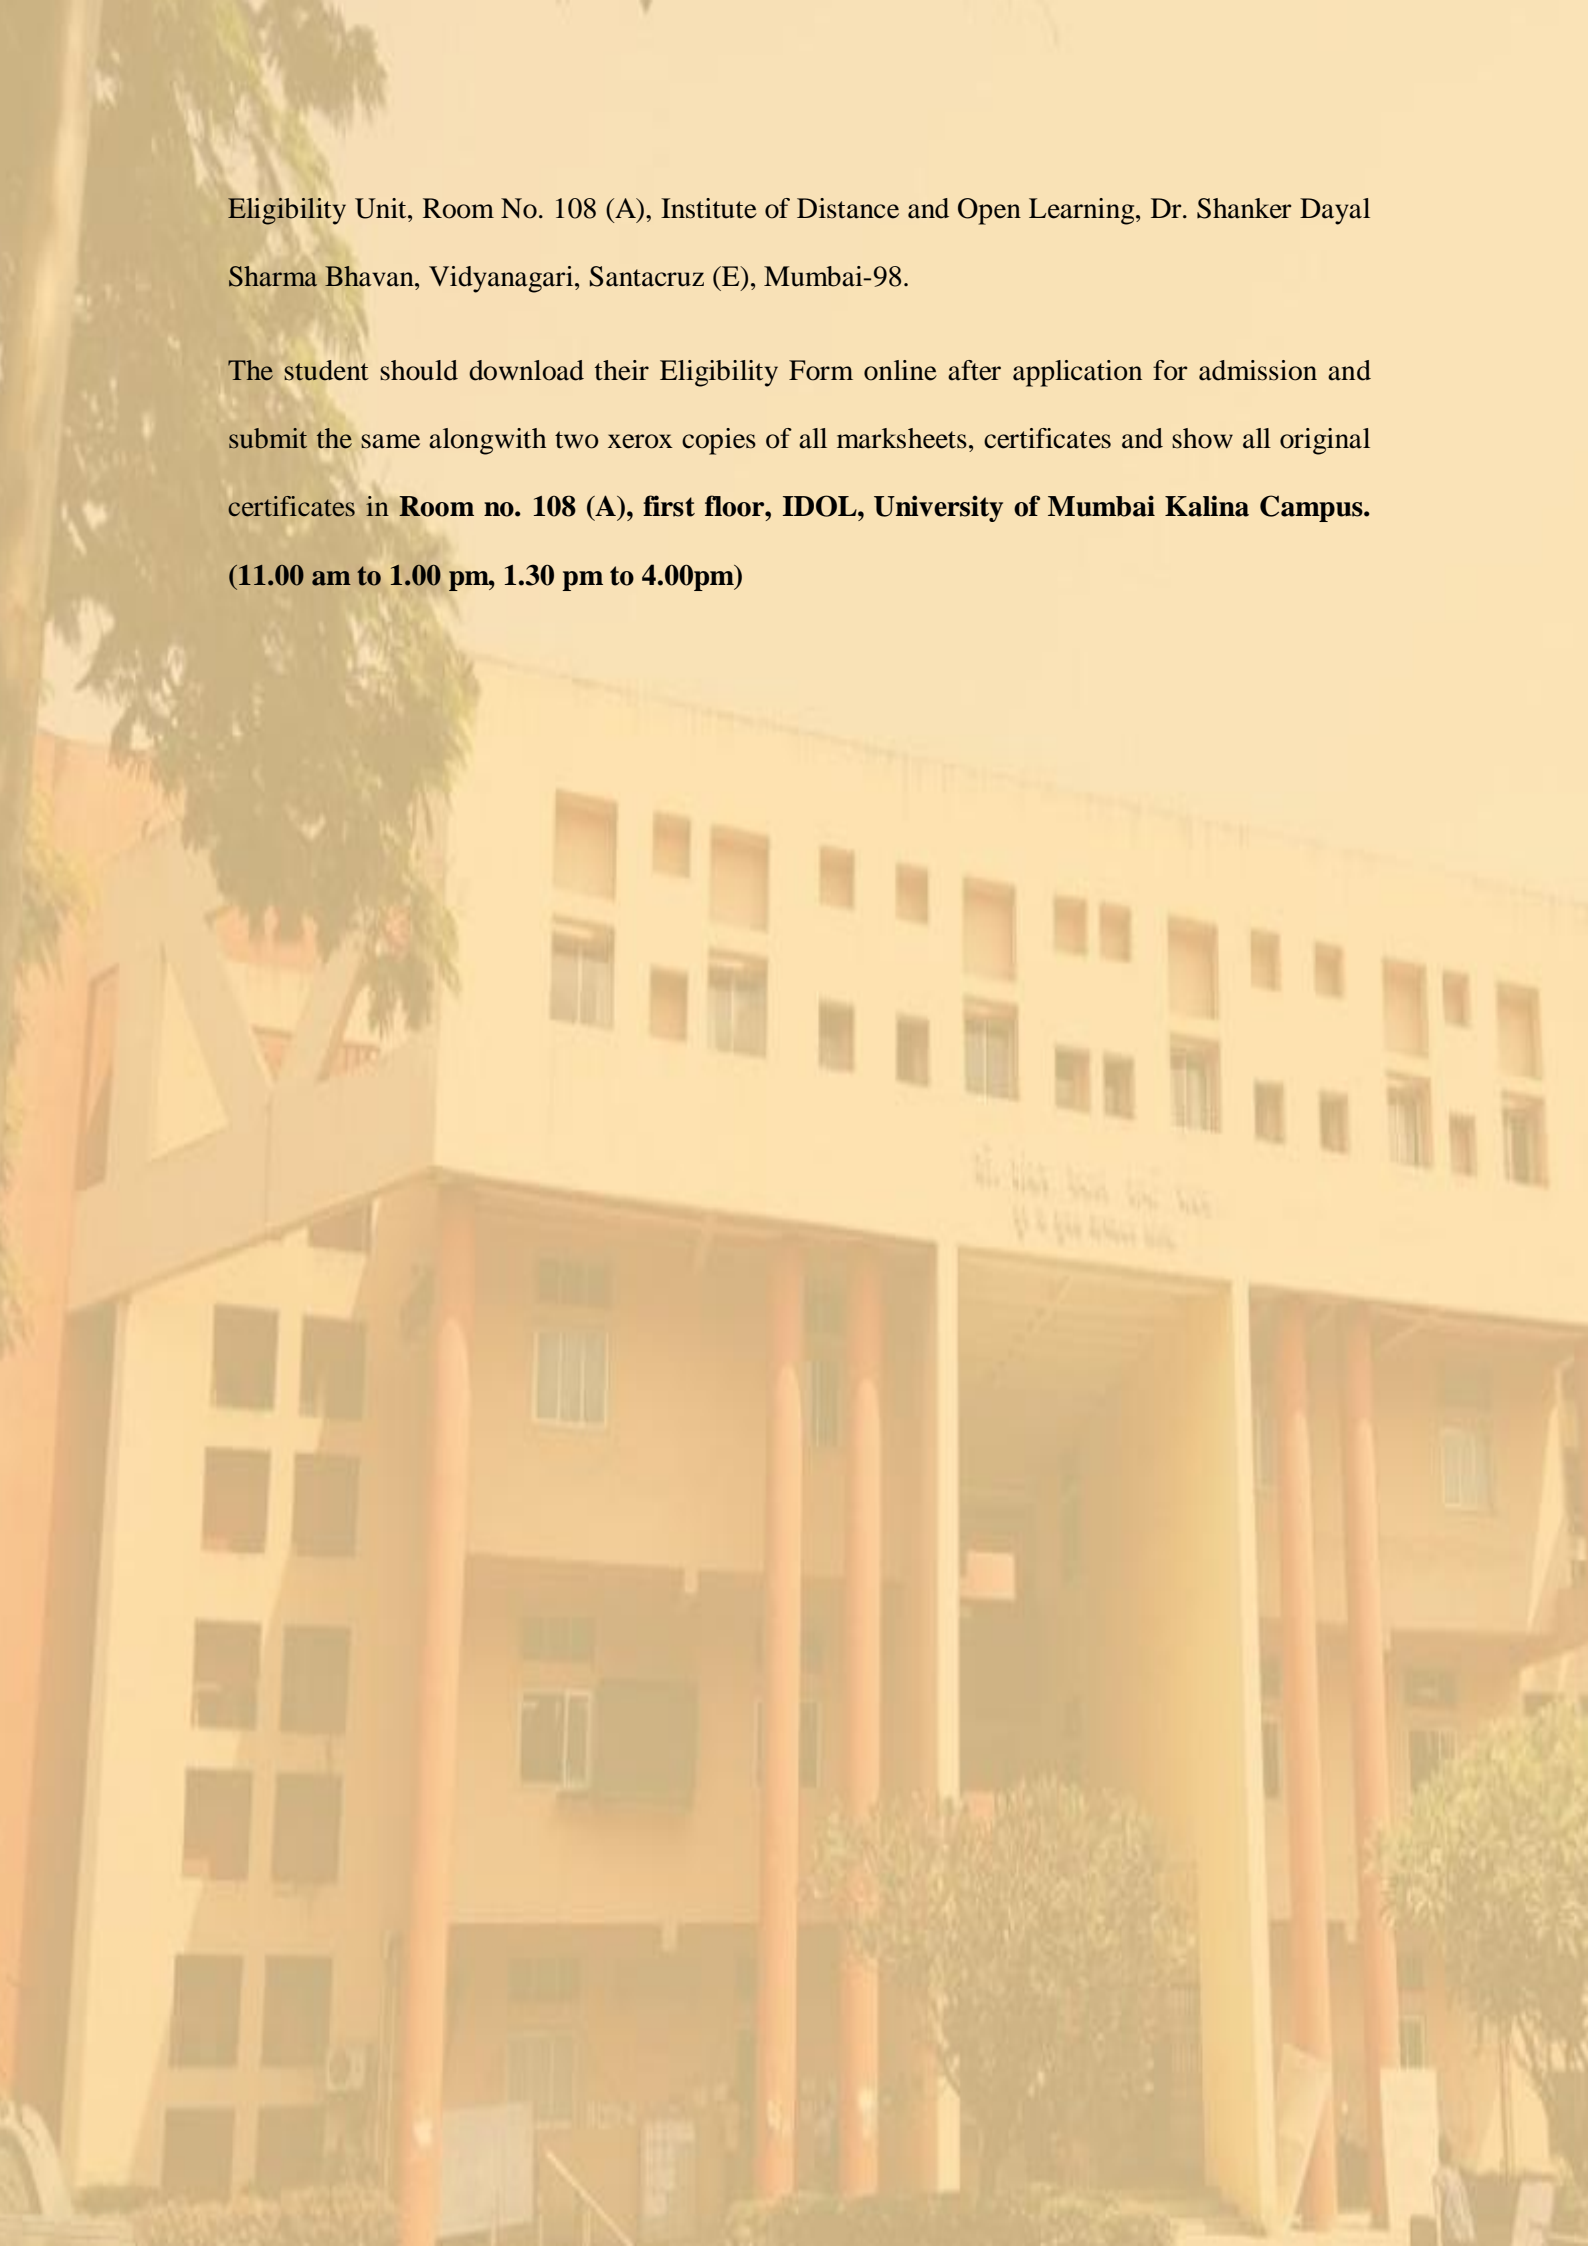 Eligibility Unit, Room No. 108 (A), Institute of Distance and Open Learning, Dr. Shanker Dayal
Sharma Bhavan, Vidyanagari, Santacruz (E), Mumbai-98.
The student should download their Eligibility Form online after application for admission and
submit the same alongwith two xerox copies of all marksheets, certificates and show all original
certificates in Room no. 108 (A), first floor, IDOL, University of Mumbai Kalina Campus.
(11.00 am to 1.00 pm, 1.30 pm to 4.00pm)